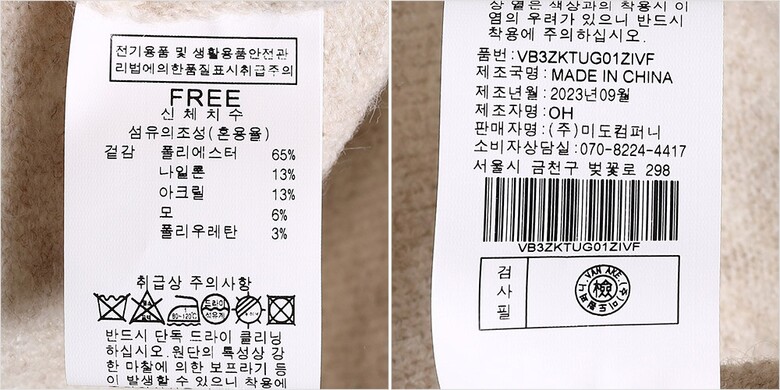 전기용품 및 생활용품안전관
리법에의한품질표시취급주의
FREE
신 체 치 수
섬유의조성(혼용율)
겉감 폴리에스터 65%
나일론 13%
아크릴 13%
모 6%
폴리우레탄 3%
취급상 주의사항
80~120℃
드라이
반드시 단독 드라이 클리닝
하십시오.원단의 특성상 강
한 마찰에 의한 보프라기 등
이 발생할 수 있으니 착용에
상 옅은 색상과의 착용시 이
염의 우려가 있으니 반드시
착용에 주의하십시오.
품번:VB3ZKTUG01ZIVF
제조국명:MADE IN CHINA
제조년월:2023년09월
제조자명:OH
판매자명:(주)미도컴퍼니
소비자상담실:070-8224-4417
서울시 금천구 벚꽃로 298
VB3ZKTUG01ZIVF
검
사
필
檢